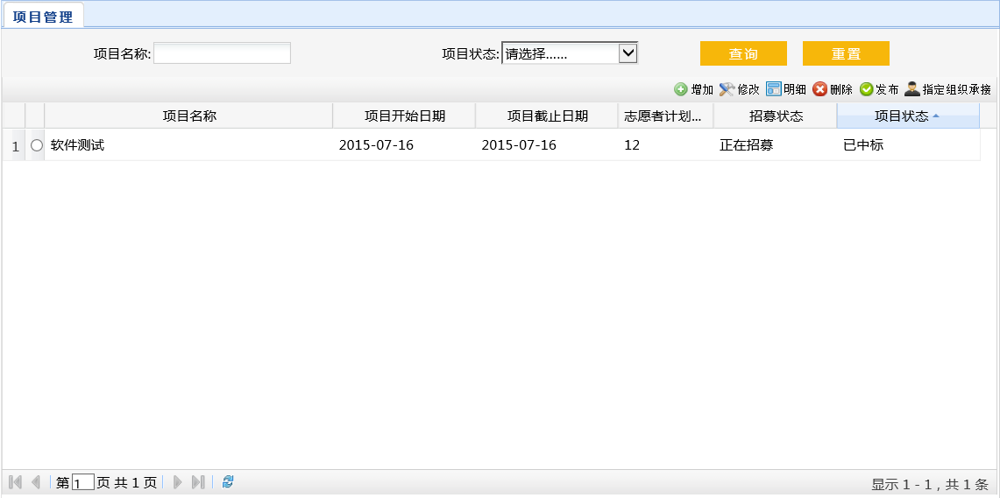 项目管理
项目名称: 项目状态: 请选择...... 查询 重置
增加 修改 明细 删除 发布 指定组织承接
项目名称 项目开始日期 项目截止日期 志愿者计划... 招募状态 项目状态
1 软件测试 2015-07-16 2015-07-16 12 正在招募 已中标
第 1 页 共 1 页 显示 1 - 1 , 共 1 条